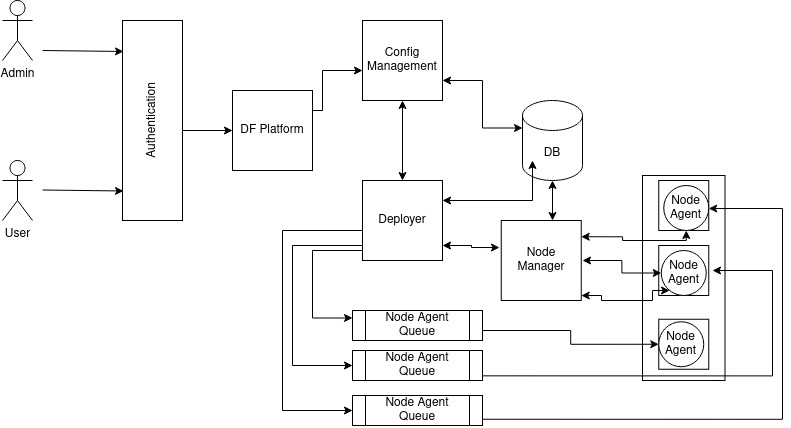 Admin
User
Authentication
DF Platform
Config
Management
DB
Deployer
Node
Manager
Node
Agent
Node
Agent
Node
Agent
Node Agent
Queue
Node Agent
Queue
Node Agent
Queue